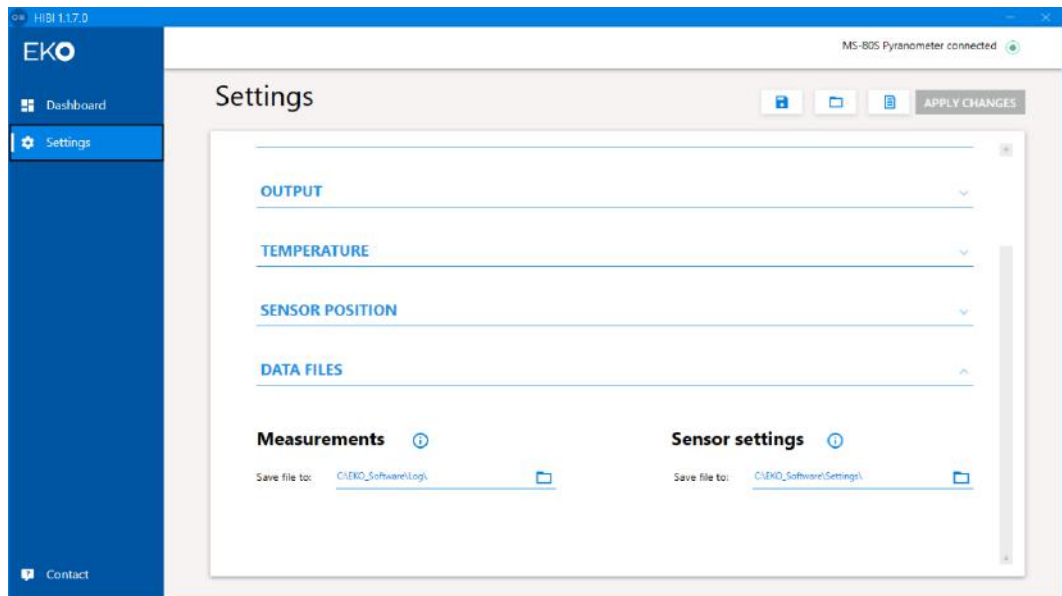 HIBI 1.1.7.0
EKO
MS-80S Pyranometer connected
Dashboard
Settings
Settings
APPLY CHANGES
OUTPUT
TEMPERATURE
SENSOR POSITION
DATA FILES
Measurements
Sensor settings
Save file to: C:\EKO_Software\Log\
Save file to: C:\EKO_Software\Settings\
Contact